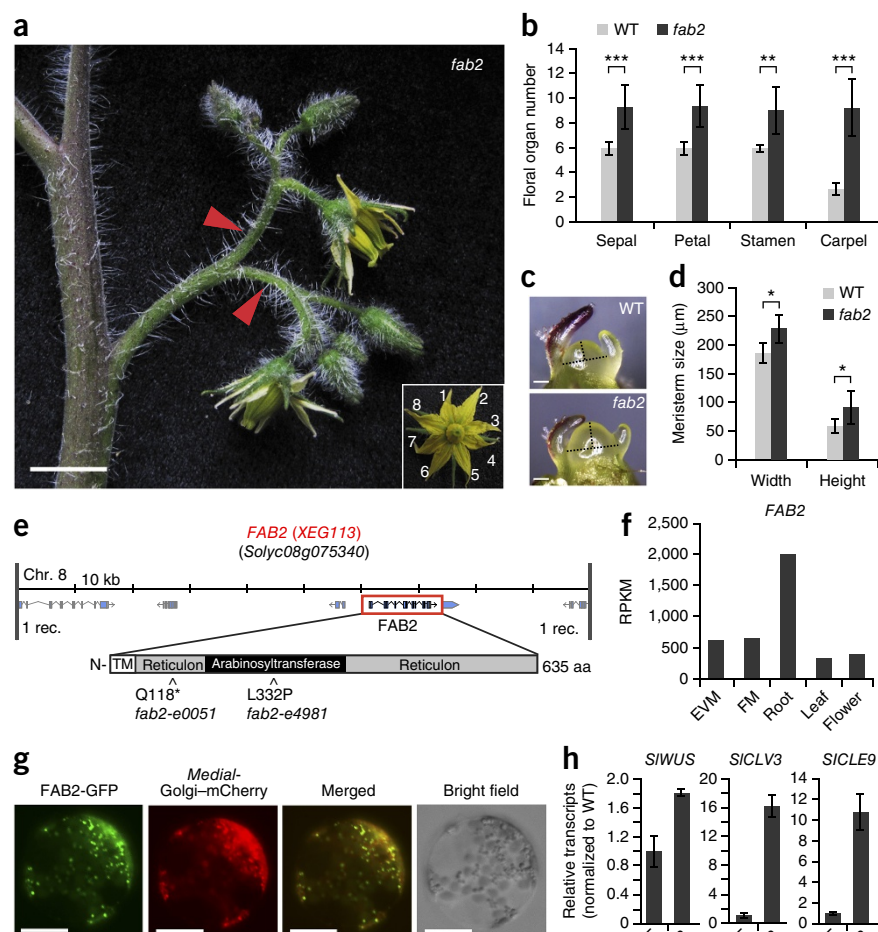 a
fab2
1
2
3
4
5
6
7
8
b
WT fab2
Floral organ number
14
12
10
8
6
4
2
0
*** *** ** ***
Sepal Petal Stamen Carpel
c
WT
fab2
d
WT
fab2
Meristerm size (μm)
300
250
200
150
100
50
0
* *
Width Height
e
FAB2 (XEG113)
(Solyc08g075340)
Chr. 8 10 kb
1 rec. FAB2 1 rec.
N- TM Reticulon Arabinosyltransferase Reticulon 635 aa
^ ^
Q118* L332P
fab2-e0051 fab2-e4981
f
FAB2
RPKM
2,500
2,000
1,500
1,000
500
0
EVM FM Root Leaf Flower
g
FAB2-GFP Medial-Golgi–mCherry Merged Bright field
h
SlWUS SlCLV3 SlCLE9
Relative transcripts
(normalized to WT)
2.0
1.6
1.2
0.8
0.4
0
20
16
12
8
4
0
14
12
10
8
6
4
2
0